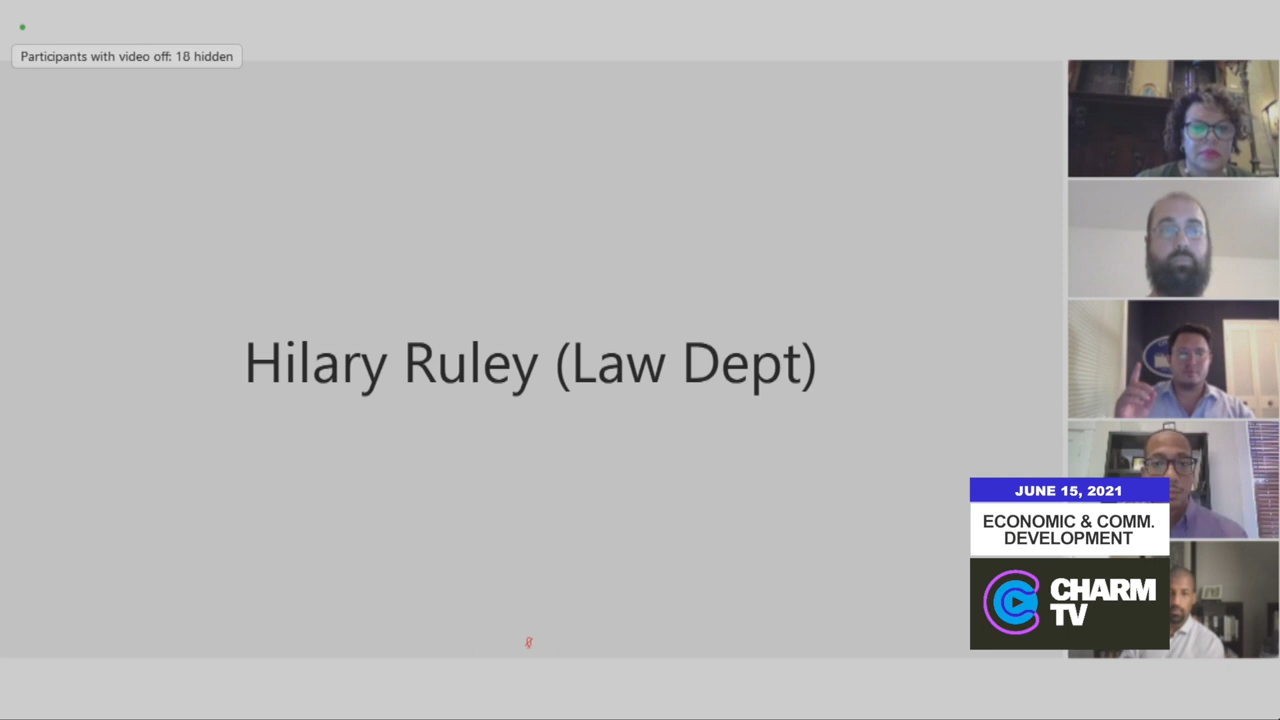 Participants with video off: 18 hidden
Hilary Ruley (Law Dept)
JUNE 15, 2021
ECONOMIC & COMM.
DEVELOPMENT
CHARM
TV